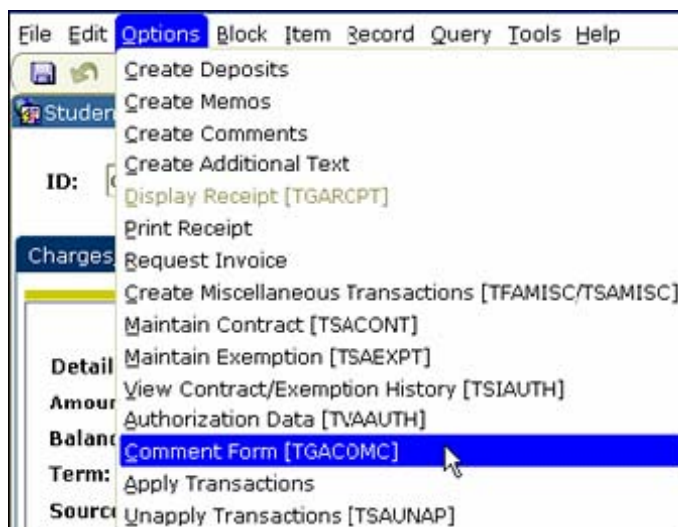 File Edit Options Block Item Record Query Tools Help
Create Deposits
Create Memos
Studen
Create Comments
Create Additional Text
ID:
Display Receipt [TGARCPT]
Print Receipt
Charges
Request Invoice
Create Miscellaneous Transactions [TFAMISC/TSAMISC]
Maintain Contract [TSACONT]
Detail
Maintain Exemption [TSAEXPT]
View Contract/Exemption History [TSIAUTH]
Amour
Authorization Data [TVAAUTH]
Balanc
Comment Form [TGACOMC]
Term:
Apply Transactions
Source
Unapply Transactions [TSAUNAP]